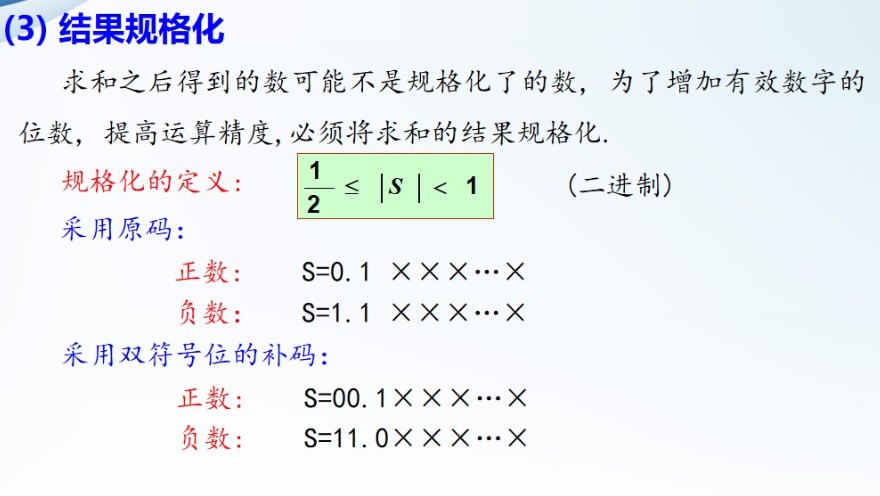 (3) 结果规格化
求和之后得到的数可能不是规格化了的数, 为了增加有效数字的
位数, 提高运算精度,必须将求和的结果规格化.
规格化的定义: 1/2 ≤ |S| < 1 (二进制)
采用原码:
正数: S=0.1 ×××…×
负数: S=1.1 ×××…×
采用双符号位的补码:
正数: S=00.1×××…×
负数: S=11.0×××…×